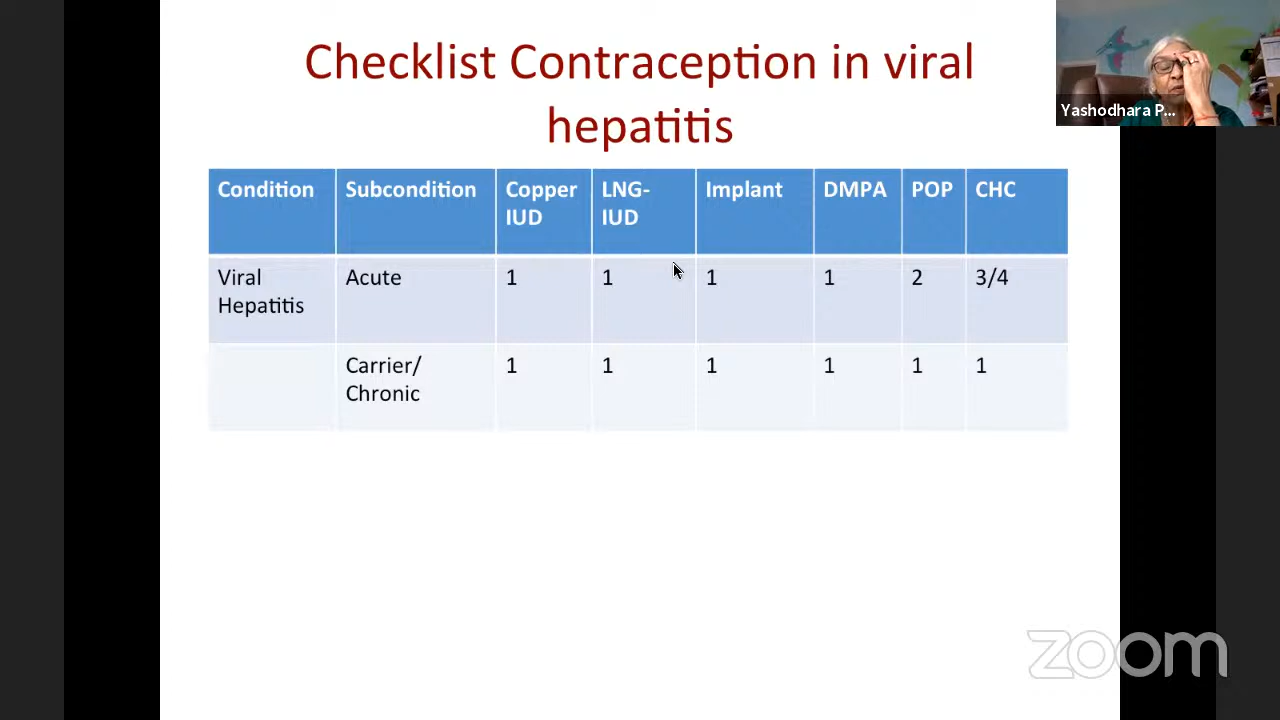 Checklist Contraception in viral
hepatitis
Yashodhara P...
Condition Subcondition Copper IUD LNG-IUD Implant DMPA POP CHC
Viral Hepatitis Acute 1 1 1 1 2 3/4
Carrier/ Chronic 1 1 1 1 1 1
zoom